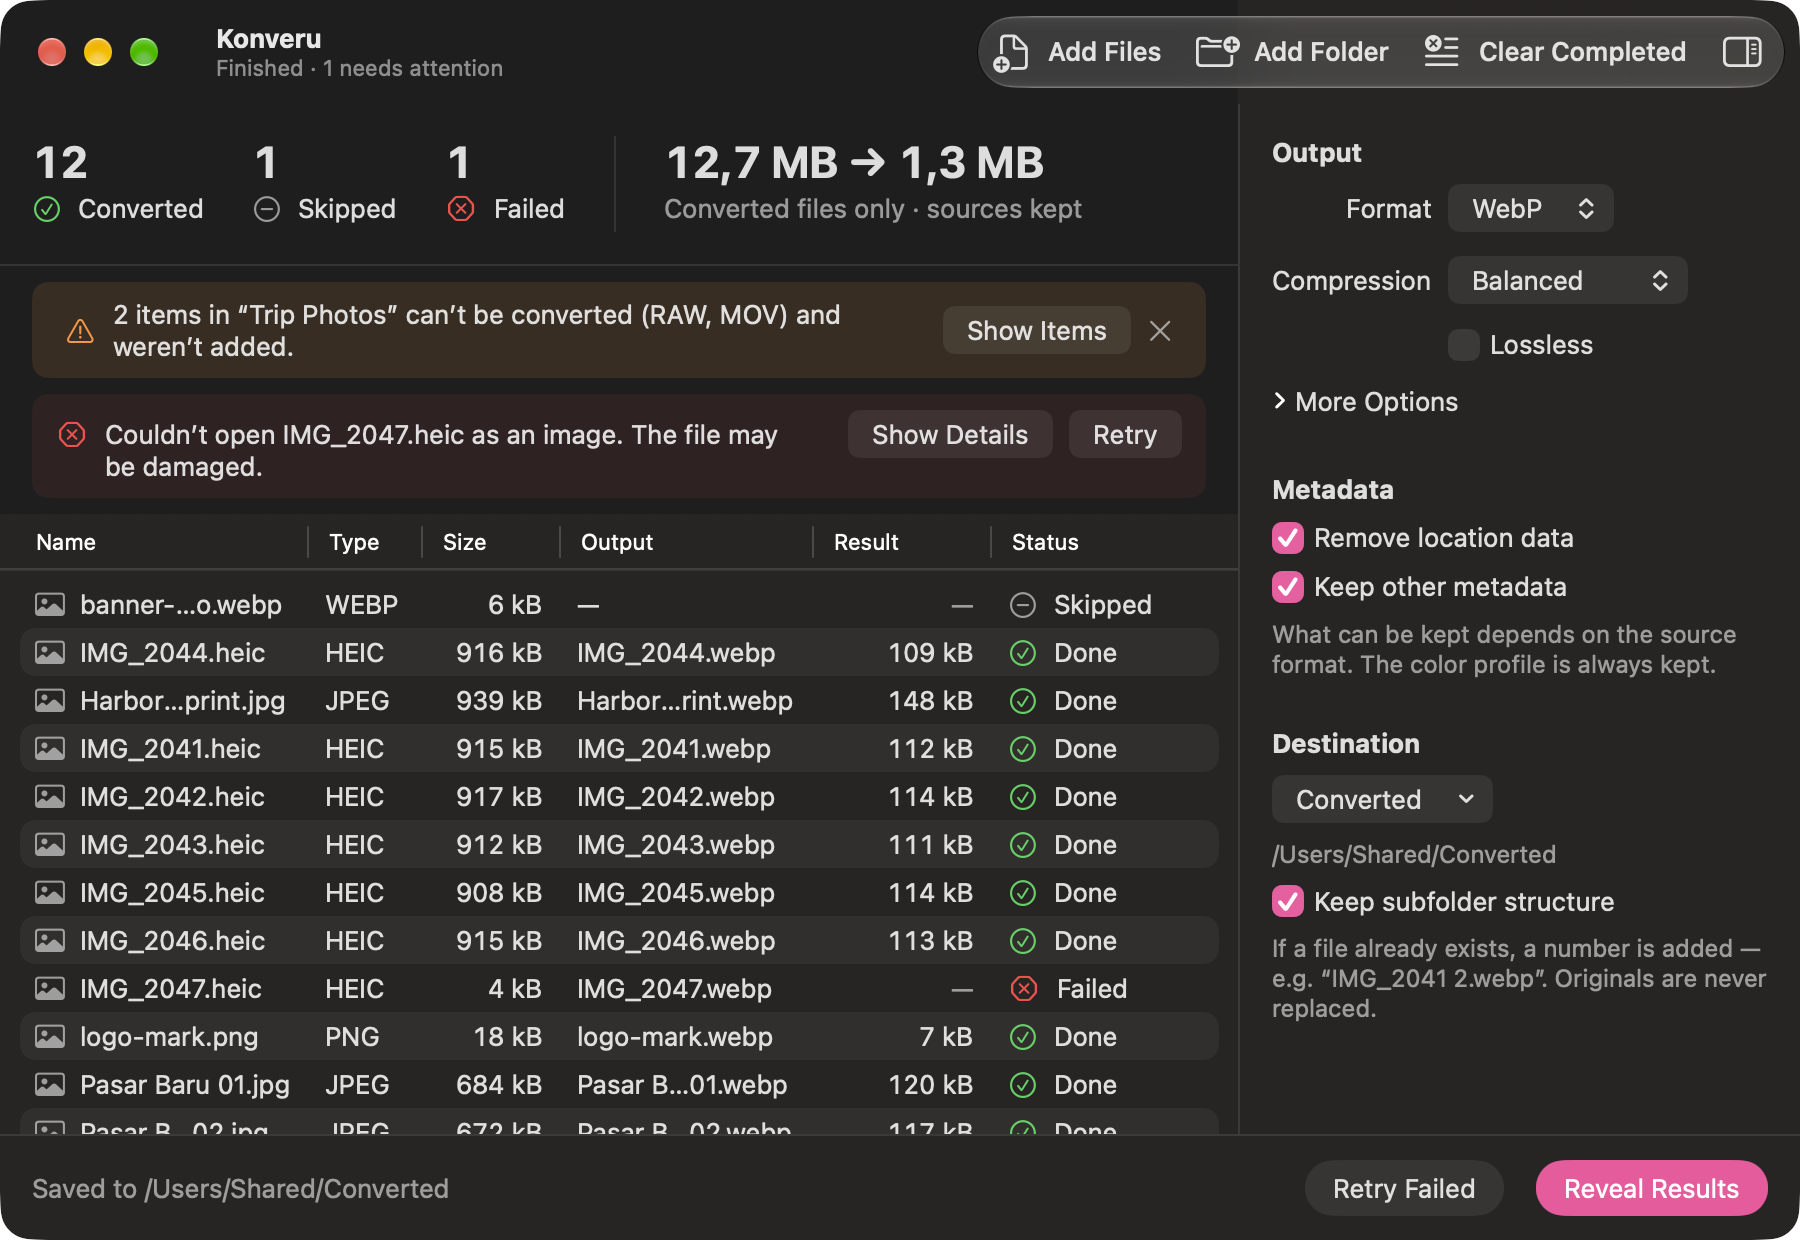 Konveru
Finished · 1 needs attention
Add Files
Add Folder
Clear Completed
12
Converted
1
Skipped
1
Failed
12,7 MB → 1,3 MB
Converted files only · sources kept
2 items in “Trip Photos” can’t be converted (RAW, MOV) and
weren’t added.
Show Items
Couldn’t open IMG_2047.heic as an image. The file may
be damaged.
Show Details
Retry
Name Type Size Output Result Status
banner-...o.webp WEBP 6 kB — — Skipped
IMG_2044.heic HEIC 916 kB IMG_2044.webp 109 kB Done
Harbor...print.jpg JPEG 939 kB Harbor...rint.webp 148 kB Done
IMG_2041.heic HEIC 915 kB IMG_2041.webp 112 kB Done
IMG_2042.heic HEIC 917 kB IMG_2042.webp 114 kB Done
IMG_2043.heic HEIC 912 kB IMG_2043.webp 111 kB Done
IMG_2045.heic HEIC 908 kB IMG_2045.webp 114 kB Done
IMG_2046.heic HEIC 915 kB IMG_2046.webp 113 kB Done
IMG_2047.heic HEIC 4 kB IMG_2047.webp — Failed
logo-mark.png PNG 18 kB logo-mark.webp 7 kB Done
Pasar Baru 01.jpg JPEG 684 kB Pasar B...01.webp 120 kB Done
Pasar B...02.jpg JPEG 672 kB Pasar B...02.webp 117 kB Done
Output
Format WebP
Compression Balanced
Lossless
More Options
Metadata
Remove location data
Keep other metadata
What can be kept depends on the source
format. The color profile is always kept.
Destination
Converted
/Users/Shared/Converted
Keep subfolder structure
If a file already exists, a number is added —
e.g. “IMG_2041 2.webp”. Originals are never
replaced.
Saved to /Users/Shared/Converted
Retry Failed
Reveal Results